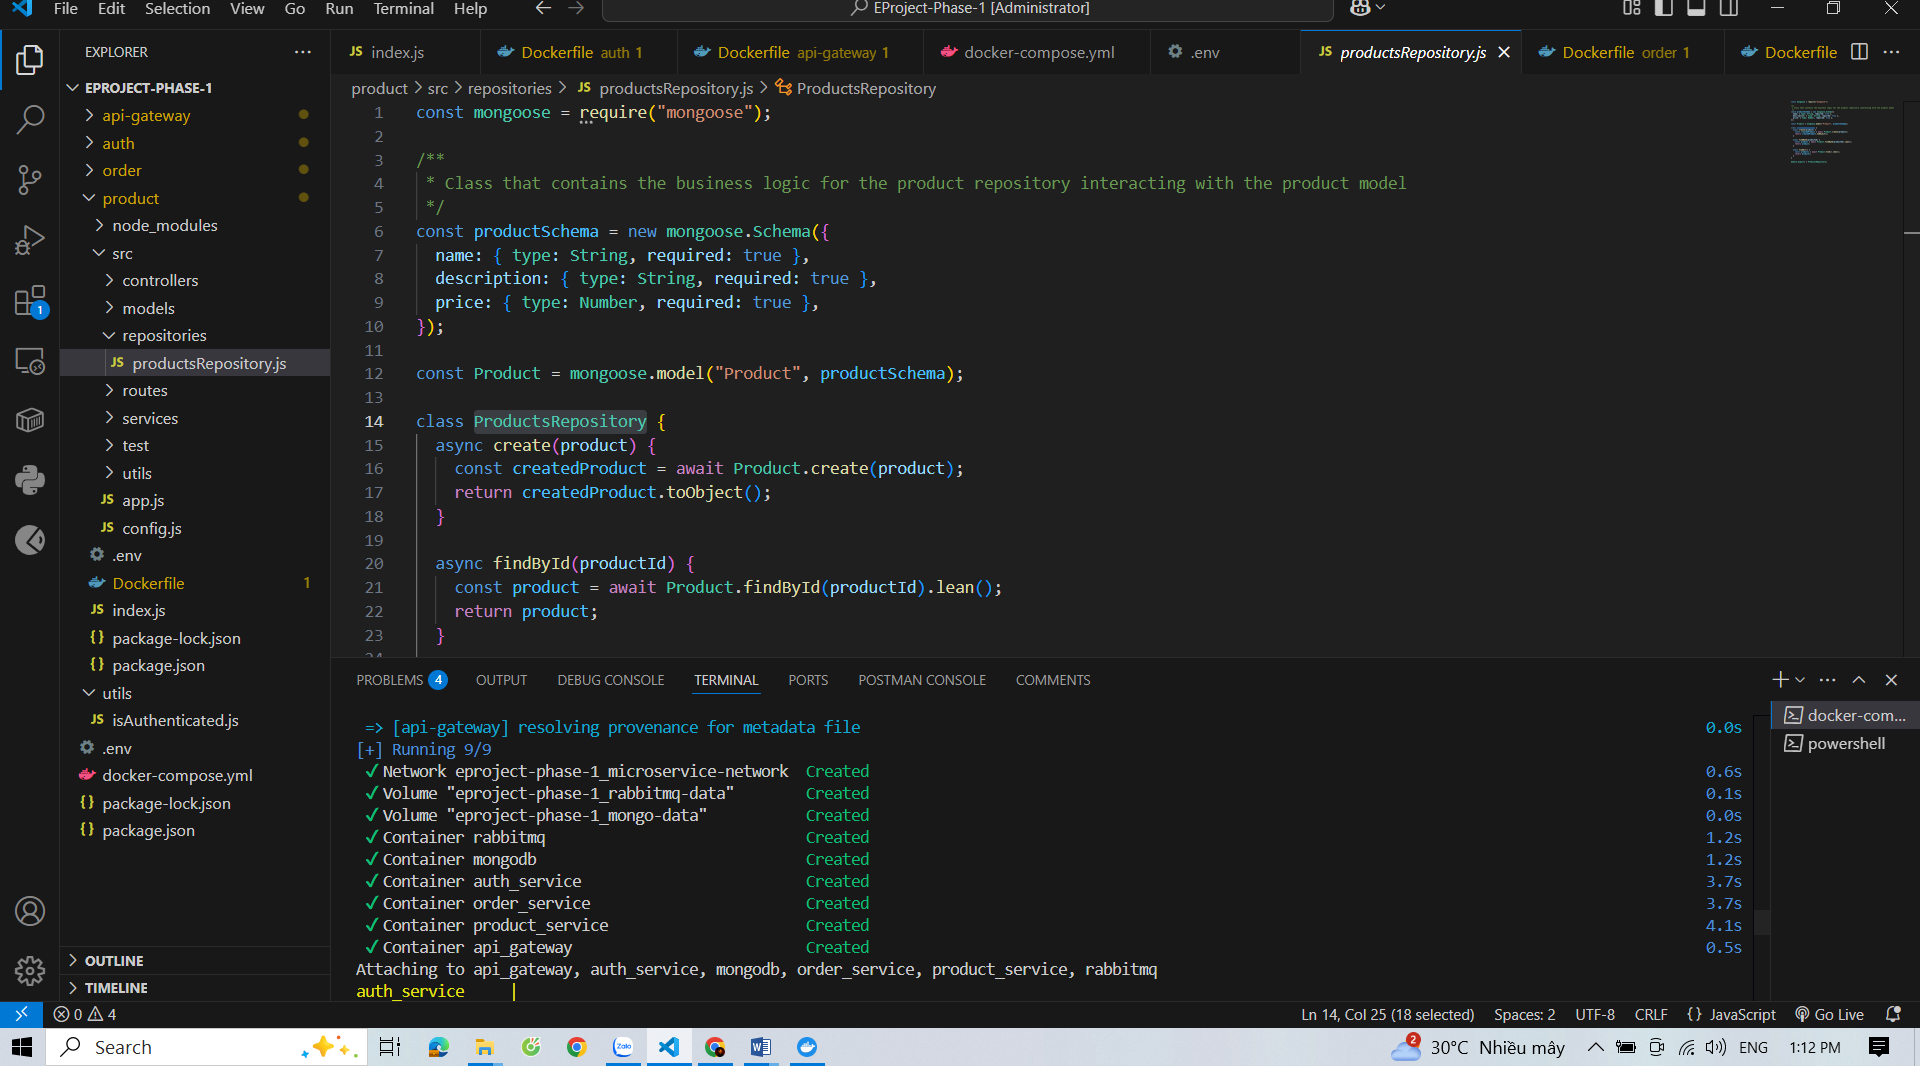 File Edit Selection View Go Run Terminal Help
EProject-Phase-1 [Administrator]
EXPLORER
EPROJECT-PHASE-1
api-gateway
auth
order
product
node_modules
src
controllers
models
repositories
JS productsRepository.js
routes
services
test
utils
JS app.js
JS config.js
.env
Dockerfile 1
JS index.js
{} package-lock.json
{} package.json
utils
JS isAuthenticated.js
.env
docker-compose.yml
{} package-lock.json
{} package.json
OUTLINE
TIMELINE
1
JS index.js
Dockerfile auth 1
Dockerfile api-gateway 1
docker-compose.yml
.env
JS productsRepository.js
Dockerfile order 1
Dockerfile
product > src > repositories > JS productsRepository.js > ProductsRepository
1 const mongoose = require("mongoose");
2
3 /**
4 * Class that contains the business logic for the product repository interacting with the product model
5 */
6 const productSchema = new mongoose.Schema({
7 name: { type: String, required: true },
8 description: { type: String, required: true },
9 price: { type: Number, required: true },
10 });
11
12 const Product = mongoose.model("Product", productSchema);
13
14 class ProductsRepository {
15 async create(product) {
16 const createdProduct = await Product.create(product);
17 return createdProduct.toObject();
18 }
19
20 async findById(productId) {
21 const product = await Product.findById(productId).lean();
22 return product;
23 }
PROBLEMS 4 OUTPUT DEBUG CONSOLE TERMINAL PORTS POSTMAN CONSOLE COMMENTS
=> [api-gateway] resolving provenance for metadata file 0.0s
[+] Running 9/9
✓Network eproject-phase-1_microservice-network Created 0.6s
✓Volume "eproject-phase-1_rabbitmq-data" Created 0.1s
✓Volume "eproject-phase-1_mongo-data" Created 0.0s
✓Container rabbitmq Created 1.2s
✓Container mongodb Created 1.2s
✓Container auth_service Created 3.7s
✓Container order_service Created 3.7s
✓Container product_service Created 4.1s
✓Container api_gateway Created 0.5s
Attaching to api_gateway, auth_service, mongodb, order_service, product_service, rabbitmq
auth_service |
docker-com...
powershell
0 4
Ln 14, Col 25 (18 selected) Spaces: 2 UTF-8 CRLF {} JavaScript Go Live
Search
Zalo
2
30°C Nhiều mây
ENG
1:12 PM